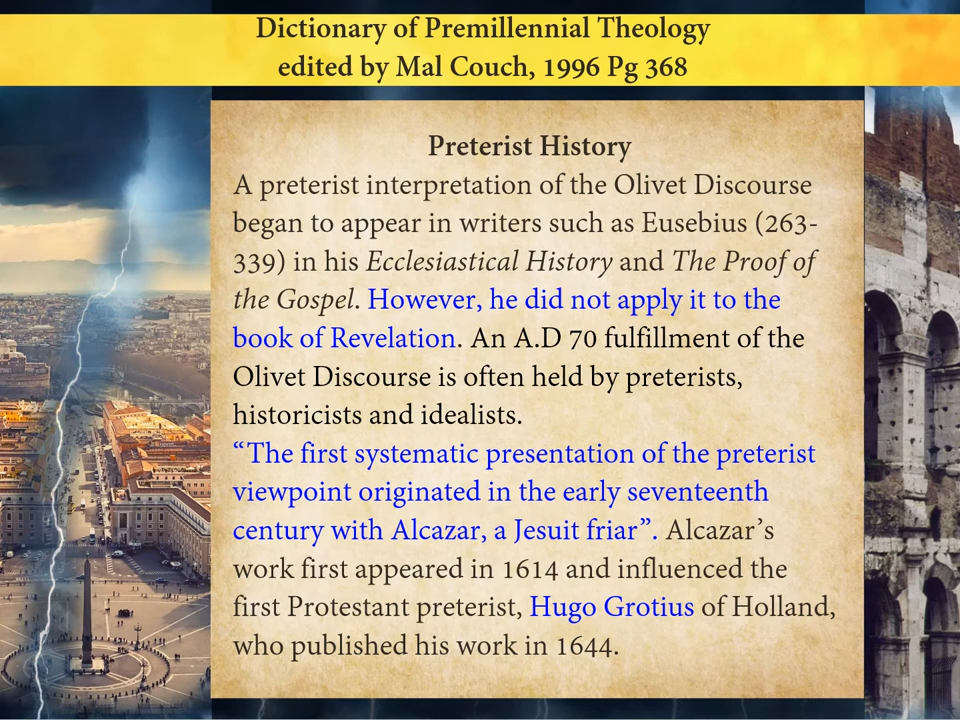 Dictionary of Premillennial Theology
edited by Mal Couch, 1996 Pg 368
Preterist History
A preterist interpretation of the Olivet Discourse
began to appear in writers such as Eusebius (263-
339) in his Ecclesiastical History and The Proof of
the Gospel. However, he did not apply it to the
book of Revelation. An A.D 70 fulfillment of the
Olivet Discourse is often held by preterists,
historicists and idealists.
“The first systematic presentation of the preterist
viewpoint originated in the early seventeenth
century with Alcazar, a Jesuit friar”. Alcazar’s
work first appeared in 1614 and influenced the
first Protestant preterist, Hugo Grotius of Holland,
who published his work in 1644.